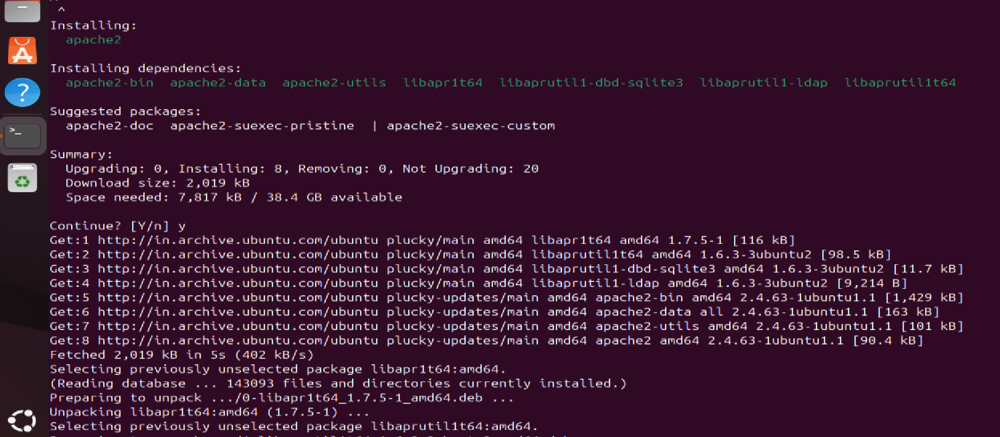 ^
Installing:
apache2
Installing dependencies:
apache2-bin apache2-data apache2-utils libapr1t64 libaprutil1-dbd-sqlite3 libaprutil1-ldap libaprutil1t64
Suggested packages:
apache2-doc apache2-suexec-pristine | apache2-suexec-custom
Summary:
Upgrading: 0, Installing: 8, Removing: 0, Not Upgrading: 20
Download size: 2,019 kB
Space needed: 7,817 kB / 38.4 GB available
Continue? [Y/n] y
Get:1 http://in.archive.ubuntu.com/ubuntu plucky/main amd64 libapr1t64 amd64 1.7.5-1 [116 kB]
Get:2 http://in.archive.ubuntu.com/ubuntu plucky/main amd64 libaprutil1t64 amd64 1.6.3-3ubuntu2 [98.5 kB]
Get:3 http://in.archive.ubuntu.com/ubuntu plucky/main amd64 libaprutil1-dbd-sqlite3 amd64 1.6.3-3ubuntu2 [11.7 kB]
Get:4 http://in.archive.ubuntu.com/ubuntu plucky/main amd64 libaprutil1-ldap amd64 1.6.3-3ubuntu2 [9,214 B]
Get:5 http://in.archive.ubuntu.com/ubuntu plucky-updates/main amd64 apache2-bin amd64 2.4.63-1ubuntu1.1 [1,429 kB]
Get:6 http://in.archive.ubuntu.com/ubuntu plucky-updates/main amd64 apache2-data all 2.4.63-1ubuntu1.1 [163 kB]
Get:7 http://in.archive.ubuntu.com/ubuntu plucky-updates/main amd64 apache2-utils amd64 2.4.63-1ubuntu1.1 [101 kB]
Get:8 http://in.archive.ubuntu.com/ubuntu plucky-updates/main amd64 apache2 amd64 2.4.63-1ubuntu1.1 [90.4 kB]
Fetched 2,019 kB in 5s (402 kB/s)
Selecting previously unselected package libapr1t64:amd64.
(Reading database ... 143093 files and directories currently installed.)
Preparing to unpack .../0-libapr1t64_1.7.5-1_amd64.deb ...
Unpacking libapr1t64:amd64 (1.7.5-1) ...
Selecting previously unselected package libaprutil1t64:amd64.